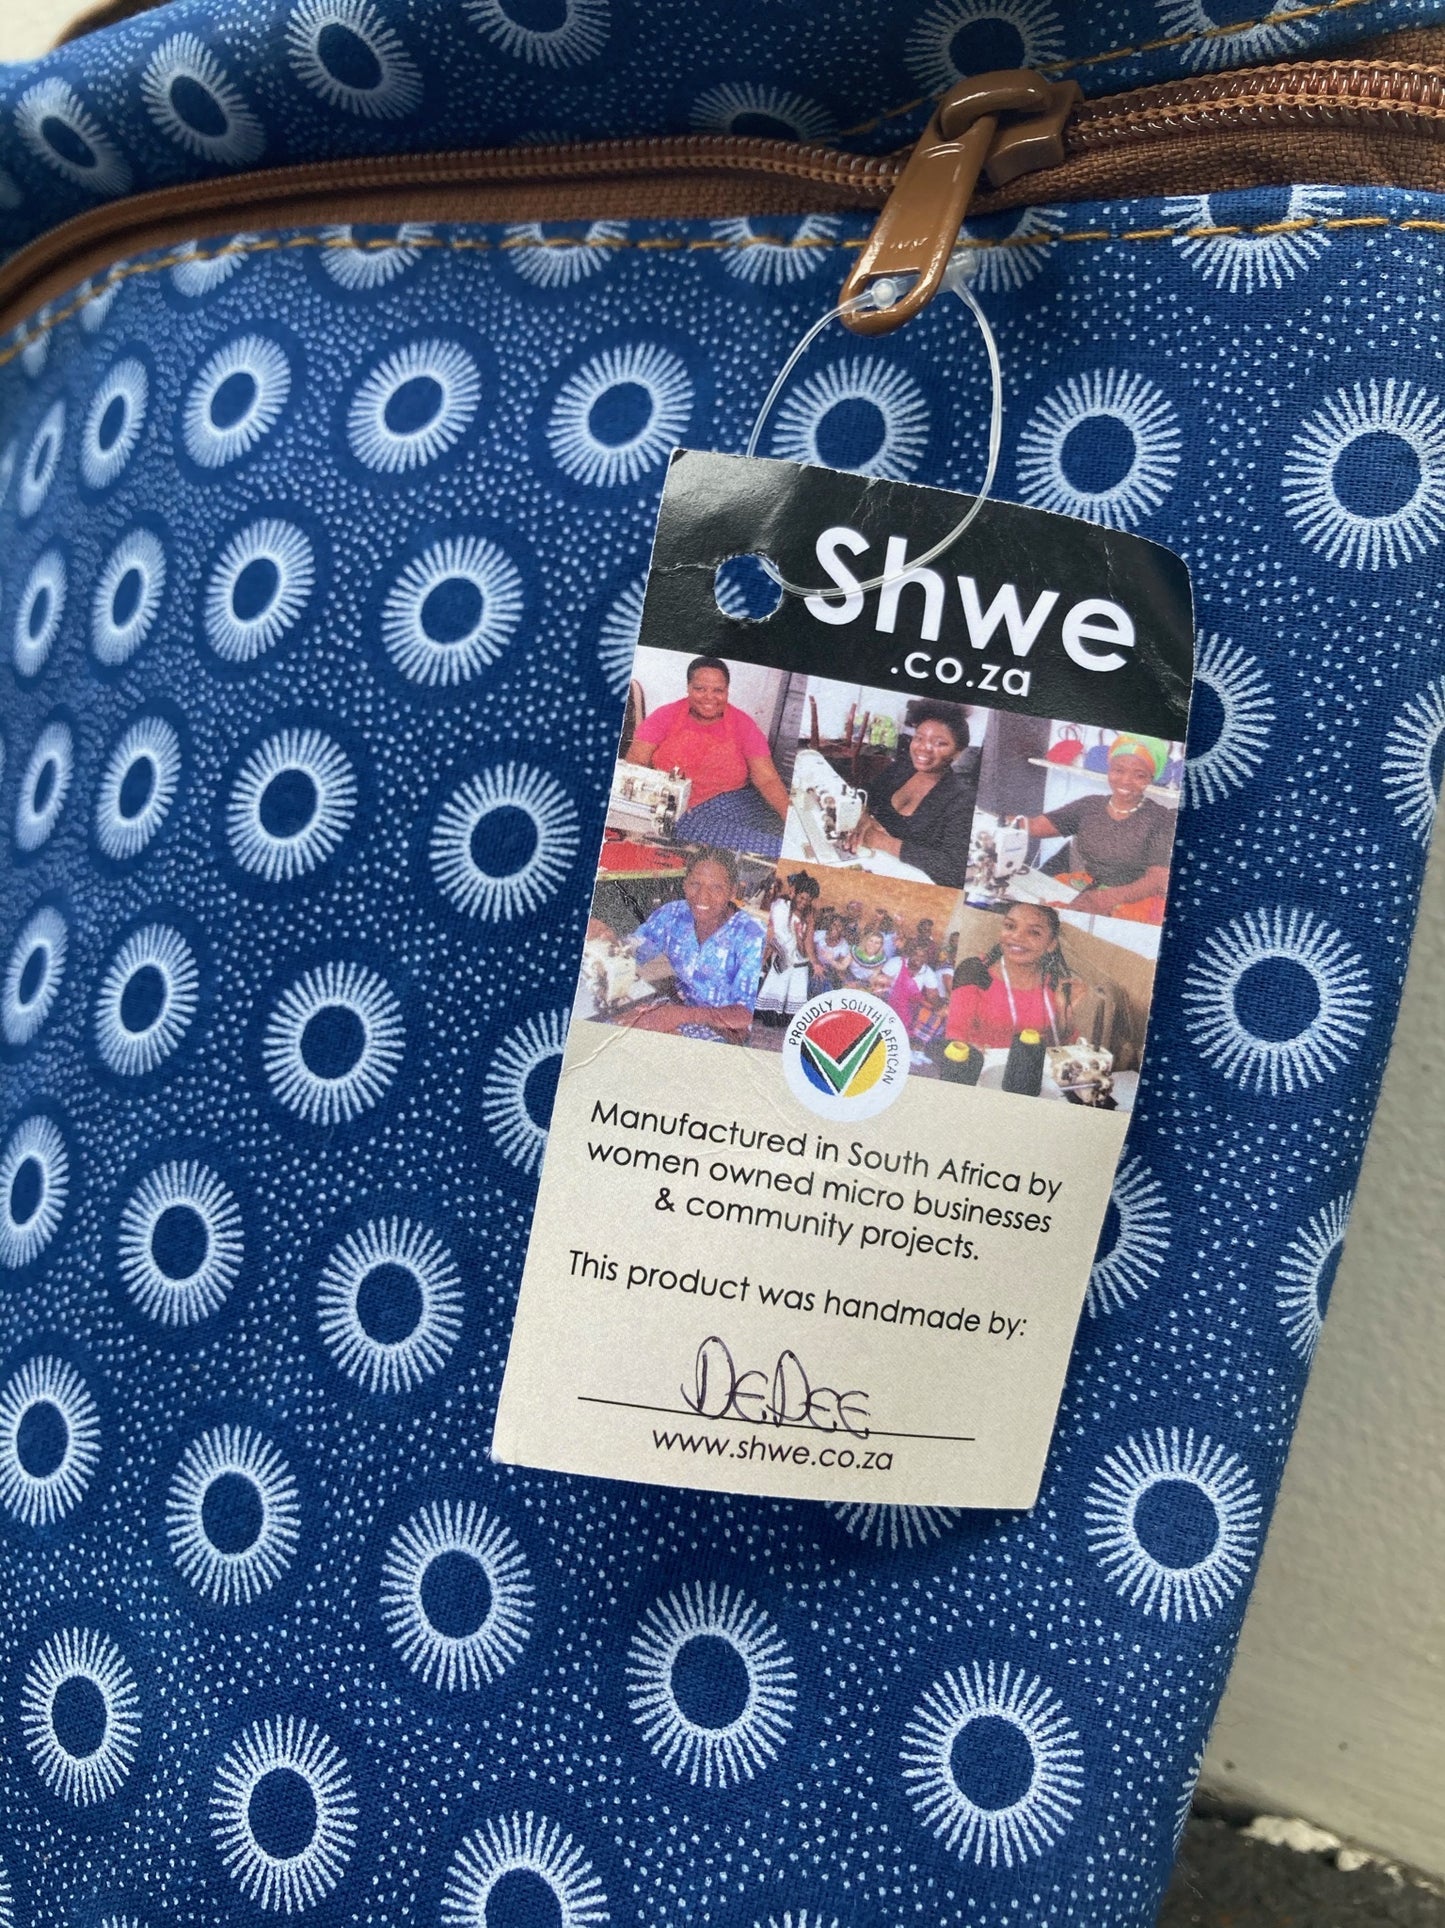 Shwe
.co.za
PROUDLY SOUTH AFRICAN
Manufactured in South Africa by
women owned micro businesses
& community projects.
This product was handmade by:
DEDEE
www.shwe.co.za